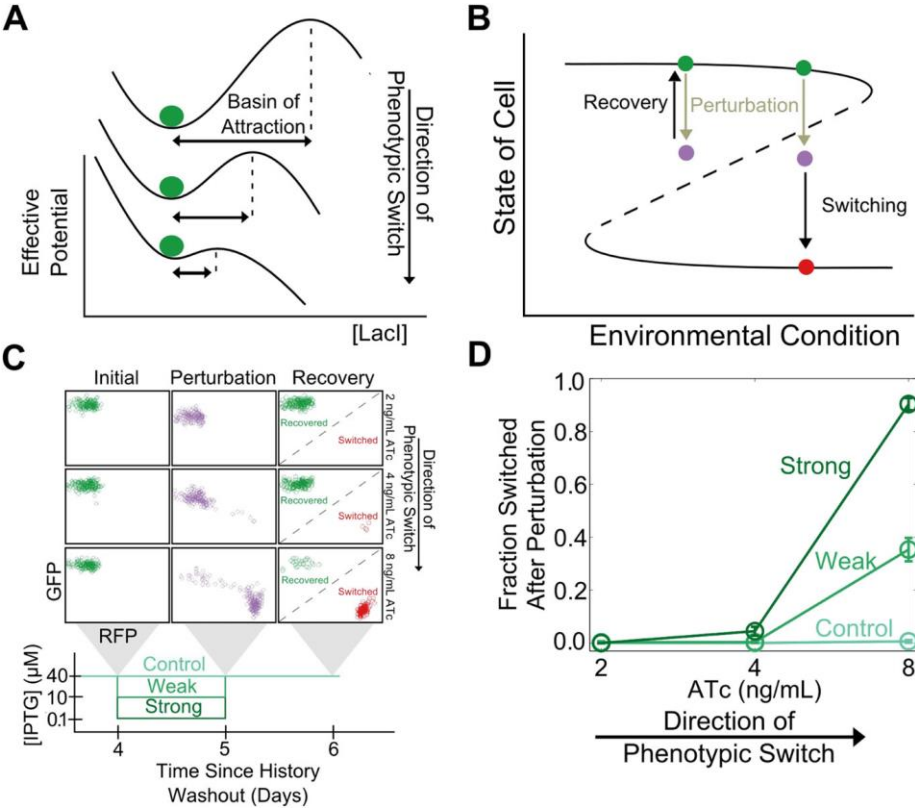 A
Basin of
Attraction
Direction of
Phenotypic Switch
Effective
Potential
[LacI]
B
State of Cell
Recovery
Perturbation
Switching
Environmental Condition
C
Initial
Perturbation
Recovery
Recovered
Switched
2 ng/mL ATc
Recovered
Switched
4 ng/mL ATc
Recovered
Switched
8 ng/mL ATc
Direction of
Phenotypic Switch
GFP
RFP
[IPTG] (μM)
40
10
0.1
Control
Weak
Strong
4
5
6
Time Since History
Washout (Days)
D
Fraction Switched
After Perturbation
1.0
0.8
0.6
0.4
0.2
0.0
Strong
Weak
Control
2
4
8
ATc (ng/mL)
Direction of
Phenotypic Switch